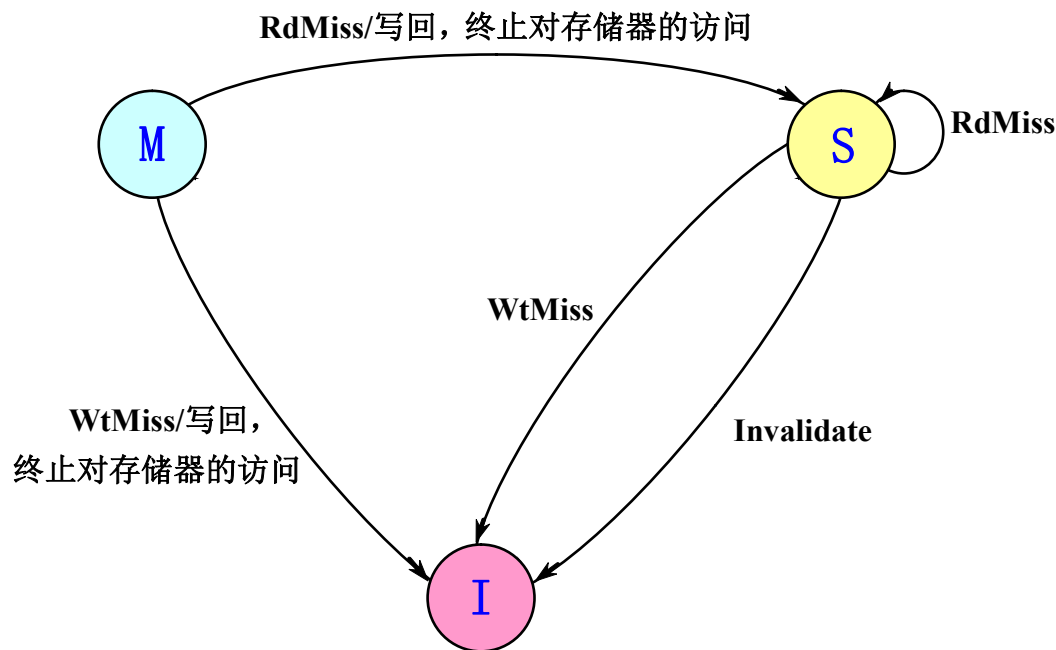 RdMiss/写回，终止对存储器的访问
M
S
RdMiss
WtMiss
WtMiss/写回，
终止对存储器的访问
Invalidate
I